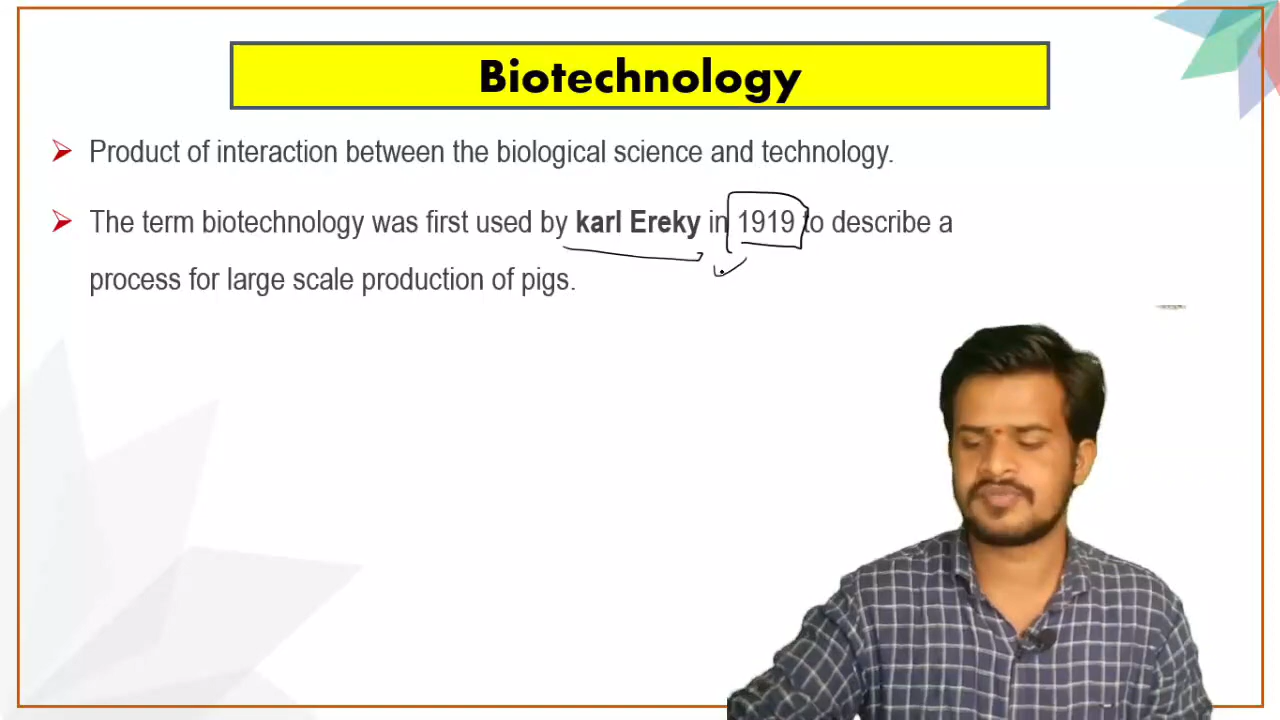 Biotechnology
Product of interaction between the biological science and technology.
The term biotechnology was first used by karl Ereky in 1919 to describe a
process for large scale production of pigs.